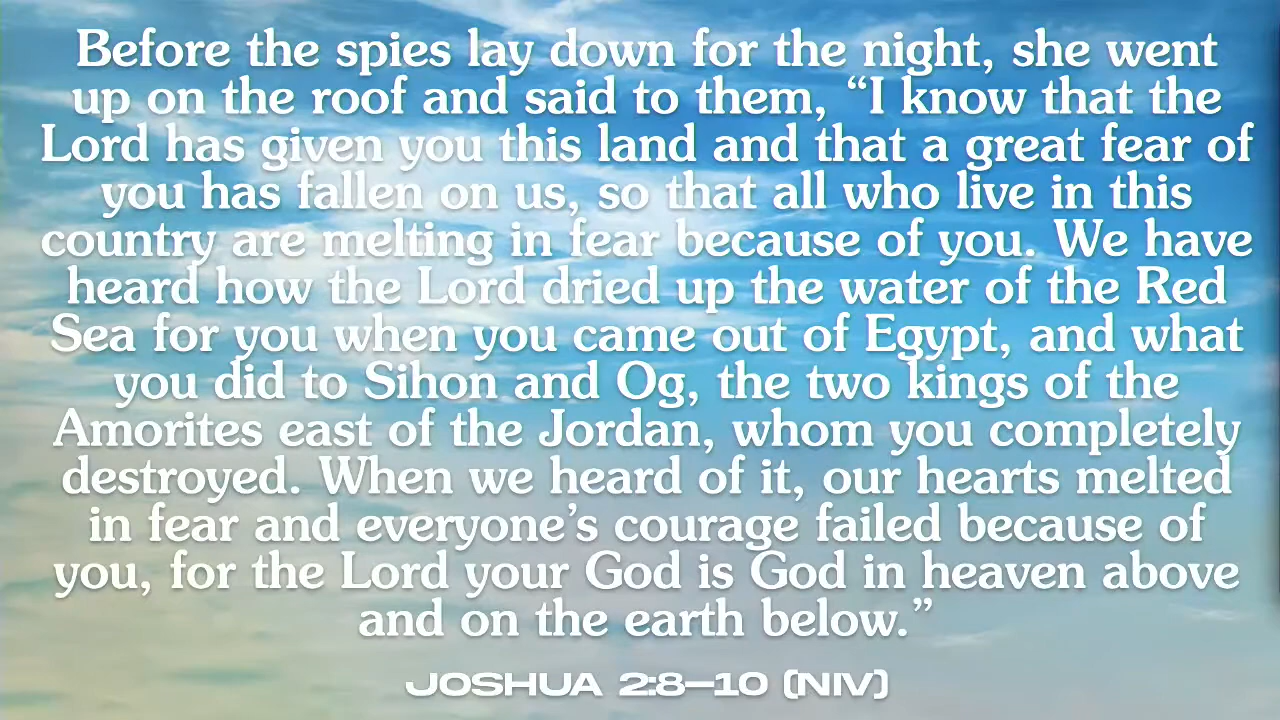 Before the spies lay down for the night, she went
up on the roof and said to them, “I know that the
Lord has given you this land and that a great fear of
you has fallen on us, so that all who live in this
country are melting in fear because of you. We have
heard how the Lord dried up the water of the Red
Sea for you when you came out of Egypt, and what
you did to Sihon and Og, the two kings of the
Amorites east of the Jordan, whom you completely
destroyed. When we heard of it, our hearts melted
in fear and everyone’s courage failed because of
you, for the Lord your God is God in heaven above
and on the earth below.”
JOSHUA 2:8–10 (NIV)